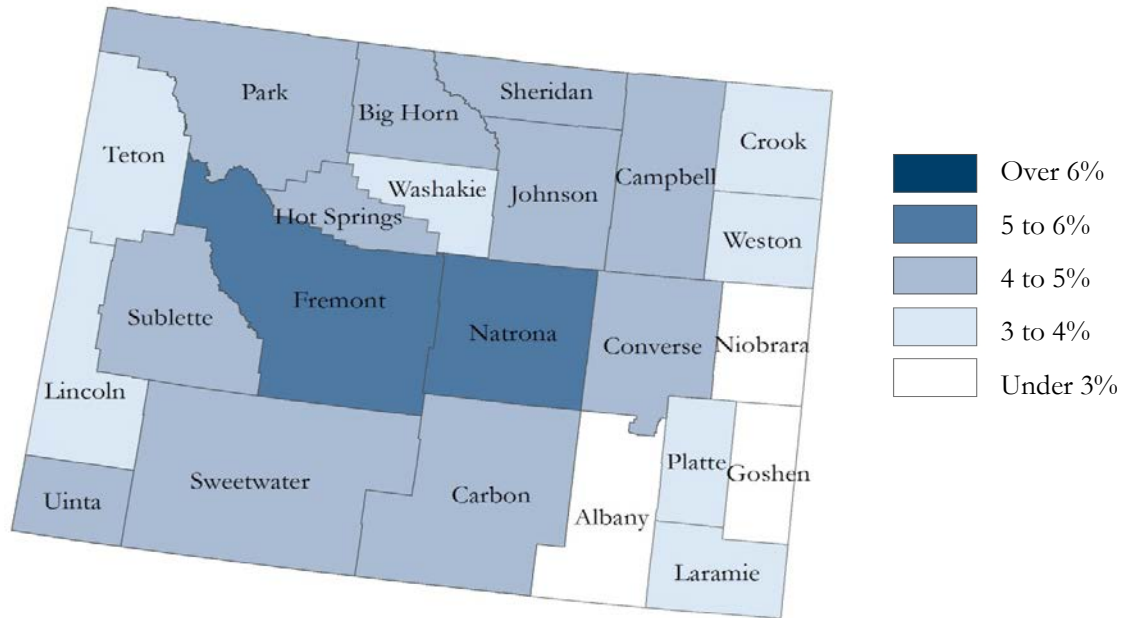 Park
Big Horn
Sheridan
Crook
Teton
Washakie
Johnson
Campbell
Hot Springs
Weston
Fremont
Sublette
Natrona
Converse
Niobrara
Lincoln
Platte
Goshen
Sweetwater
Carbon
Uinta
Albany
Laramie
Over 6%
5 to 6%
4 to 5%
3 to 4%
Under 3%